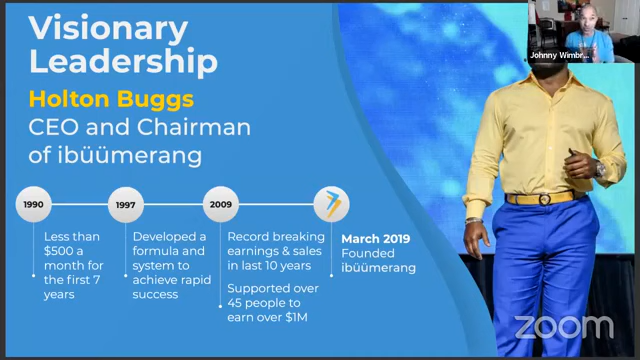 Visionary
Leadership
Holton Buggs
CEO and Chairman
of ibüümerang
1990
1997
2009
Less than
$500 a
month for
the first 7
years
Developed a
formula and
system to
achieve rapid
success
Record breaking
earnings & sales
in last 10 years
Supported over
45 people to
earn over $1M
March 2019
Founded
ibüümerang
Johnny Wimbr...
zoom